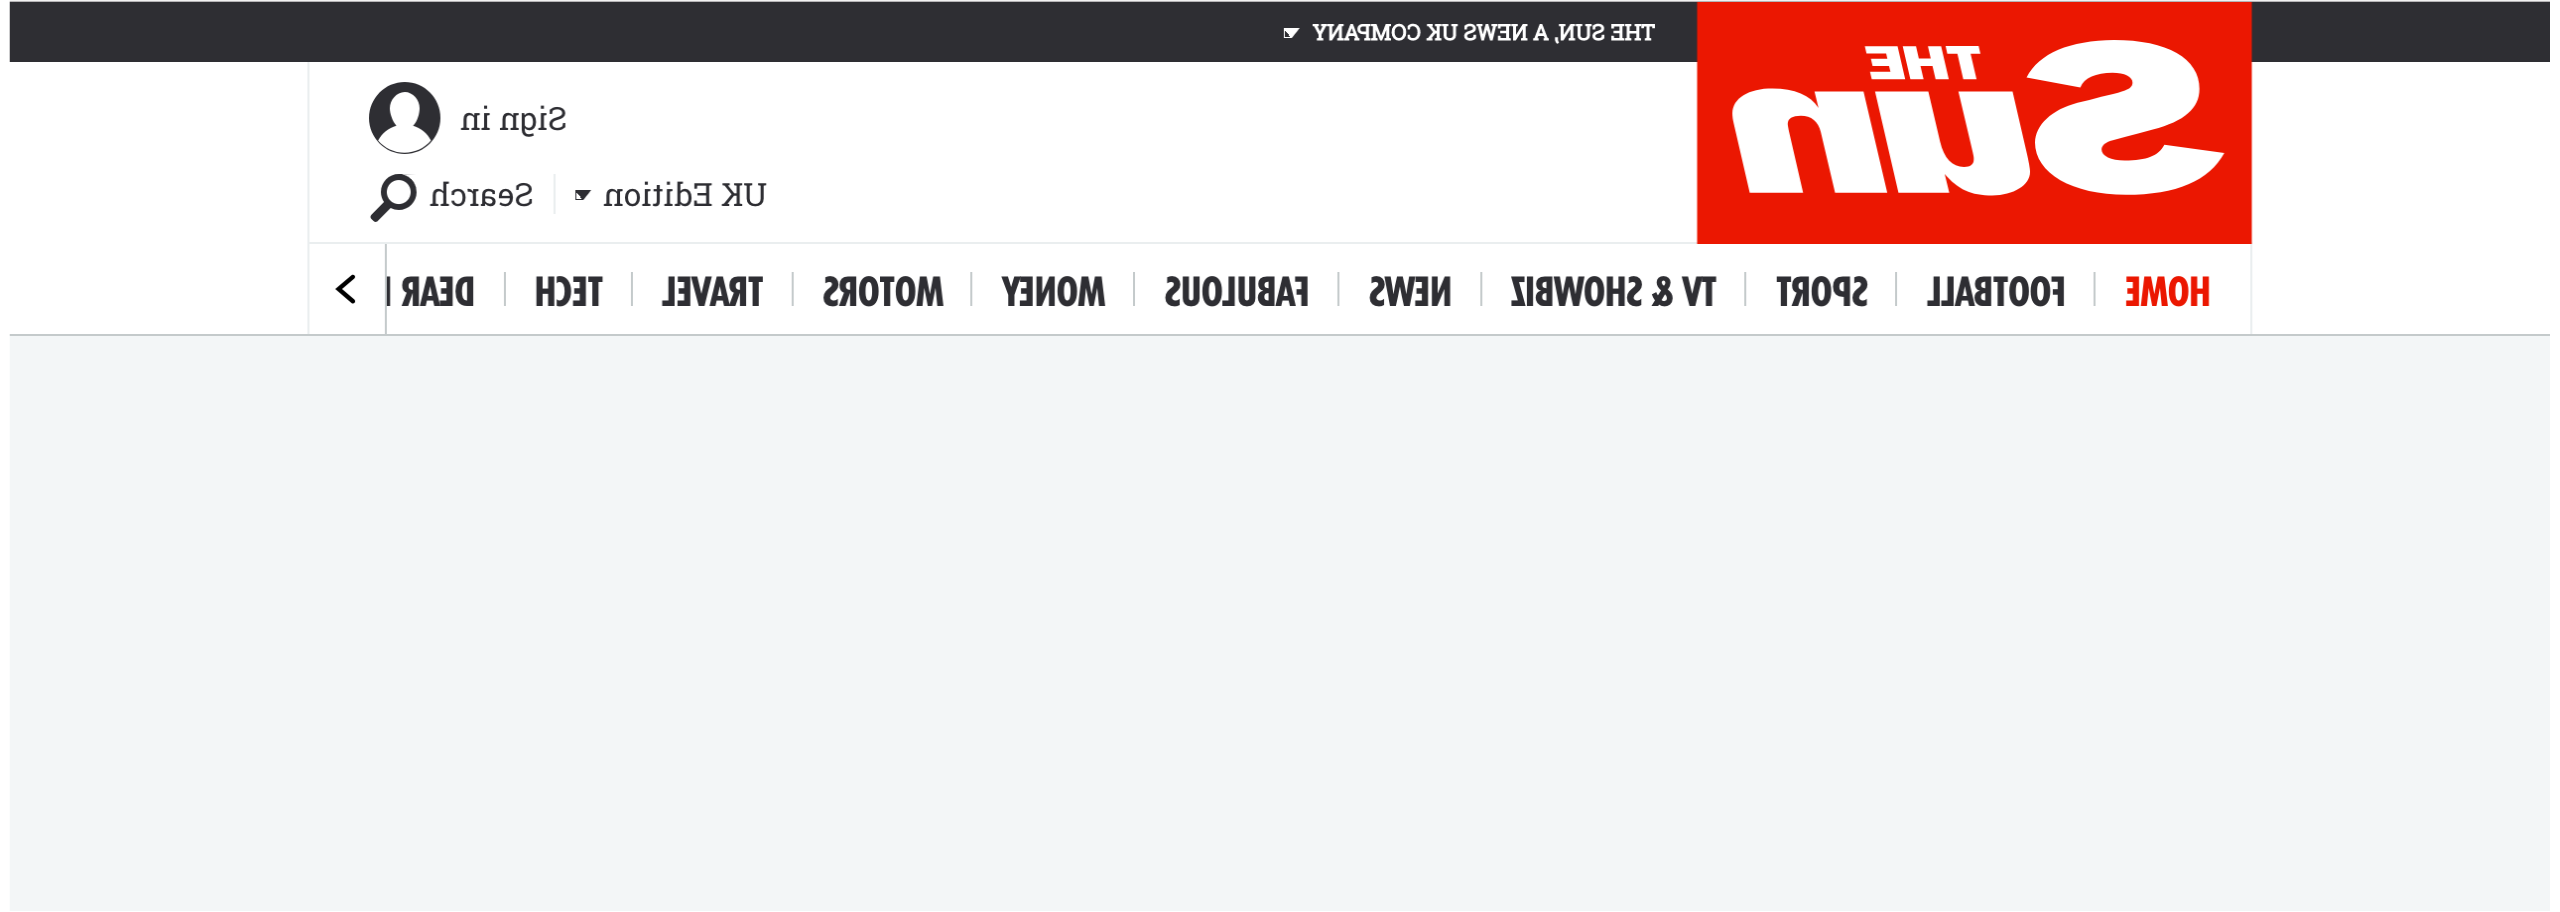 THE SUN, A NEWS UK COMPANY
THE
Sun
Sign in
UK Edition
Search
HOME
FOOTBALL
SPORT
TV & SHOWBIZ
NEWS
FABULOUS
MONEY
MOTORS
TRAVEL
TECH
DEAR